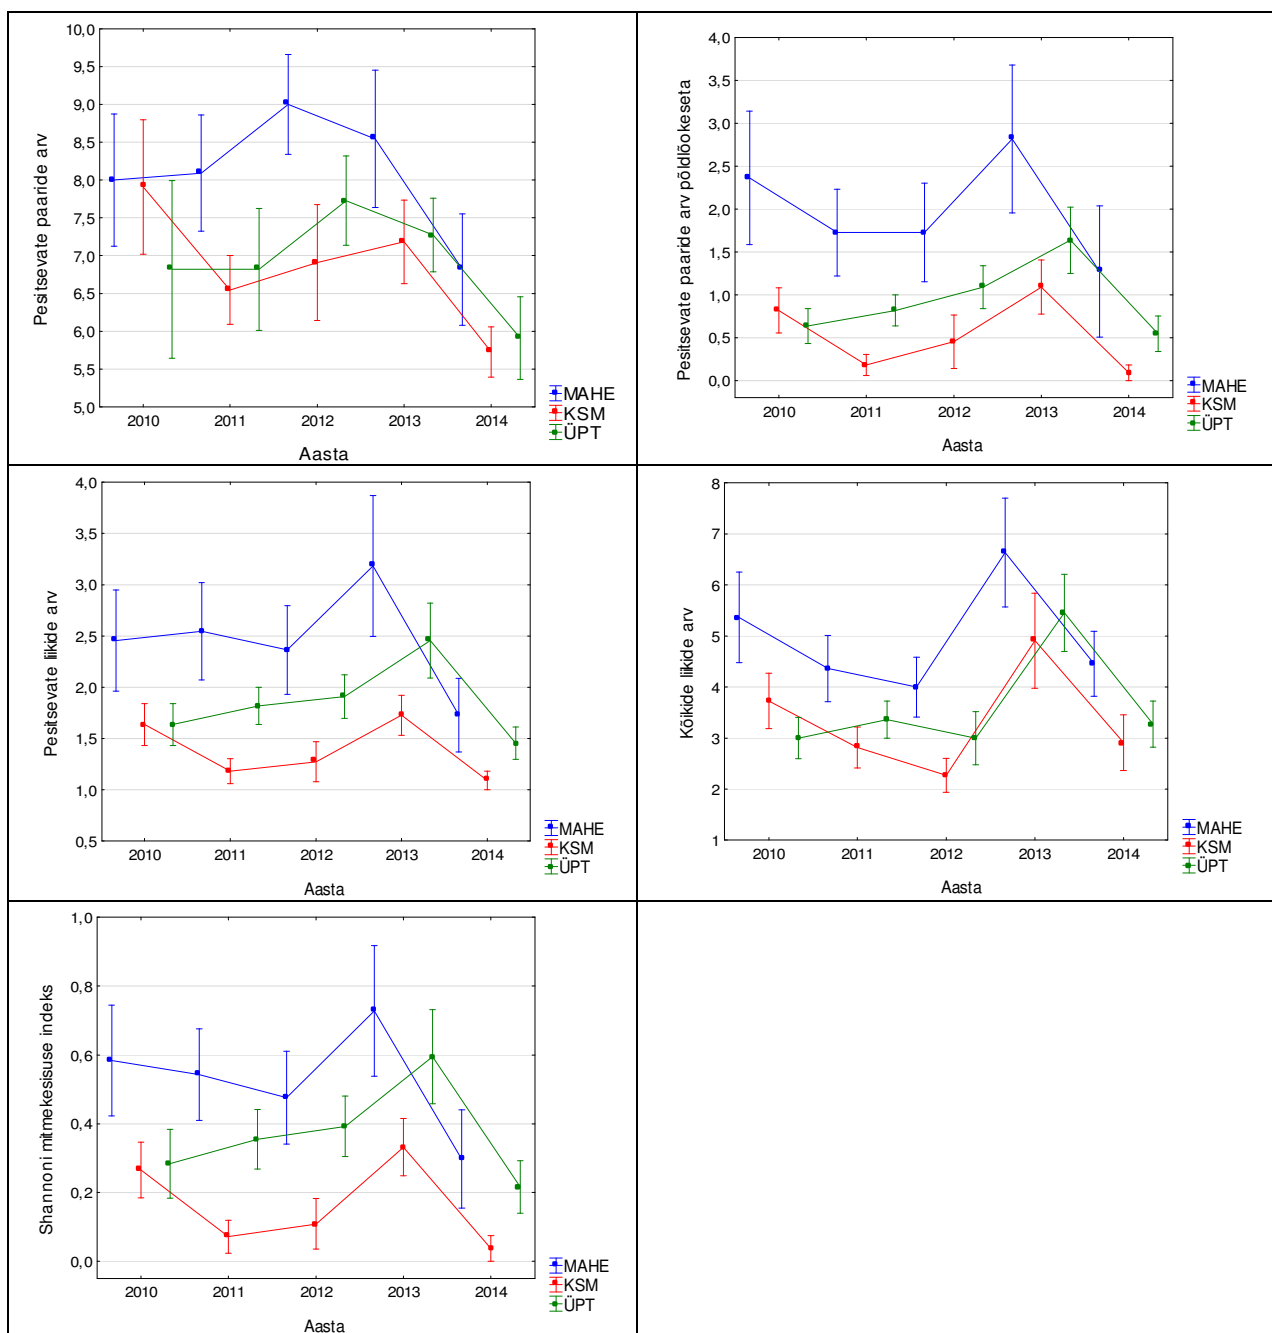 Pesitsevate paaride arv
10,0
9,5
9,0
8,5
8,0
7,5
7,0
6,5
6,0
5,5
5,0
2010 2011 2012 2013 2014
Aasta
MAHE
KSM
ÜPT
Pesitsevate paaride arv põldlõokeseta
4,0
3,5
3,0
2,5
2,0
1,5
1,0
0,5
0,0
2010 2011 2012 2013 2014
Aasta
MAHE
KSM
ÜPT
Pesitsevate liikide arv
4,0
3,5
3,0
2,5
2,0
1,5
1,0
0,5
2010 2011 2012 2013 2014
Aasta
MAHE
KSM
ÜPT
Kõikide liikide arv
8
7
6
5
4
3
2
1
2010 2011 2012 2013 2014
Aasta
MAHE
KSM
ÜPT
Shannoni mitmekesisuse indeks
1,0
0,8
0,6
0,4
0,2
0,0
2010 2011 2012 2013 2014
Aasta
MAHE
KSM
ÜPT